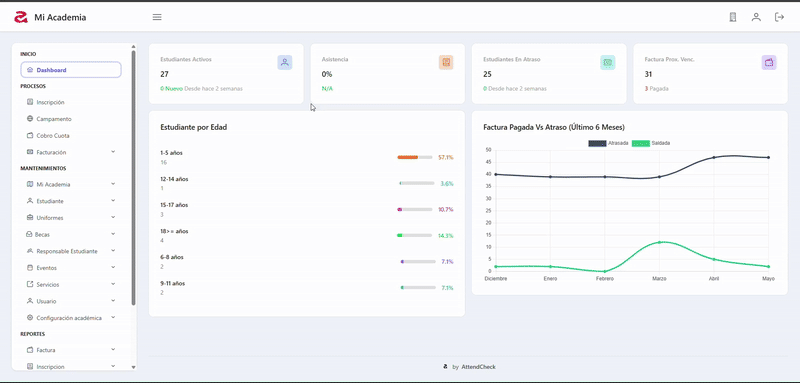 Mi Academia
INICIO
Dashboard
PROCESOS
Inscripción
Campamento
Cobro Cuota
Facturación
MANTENIMIENTOS
Mi Academia
Estudiante
Uniformes
Becas
Responsable Estudiante
Eventos
Servicios
Usuario
Configuración académica
REPORTES
Factura
Inscripcion
Estudiantes Activos
27
0 Nuevo Desde hace 2 semanas
Asistencia
0%
N/A
Estudiantes En Atraso
25
0 Desde hace 2 semanas
Factura Prox. Venc.
31
3 Pagada
Estudiante por Edad
1-5 años
16
57.1%
12-14 años
1
3.6%
15-17 años
3
10.7%
18>= años
4
14.3%
6-8 años
2
7.1%
9-11 años
2
7.1%
Factura Pagada Vs Atraso (Último 6 Meses)
Atrasada
Saldada
50
45
40
35
30
25
20
15
10
5
0
Diciembre
Enero
Febrero
Marzo
Abril
Mayo
by AttendCheck